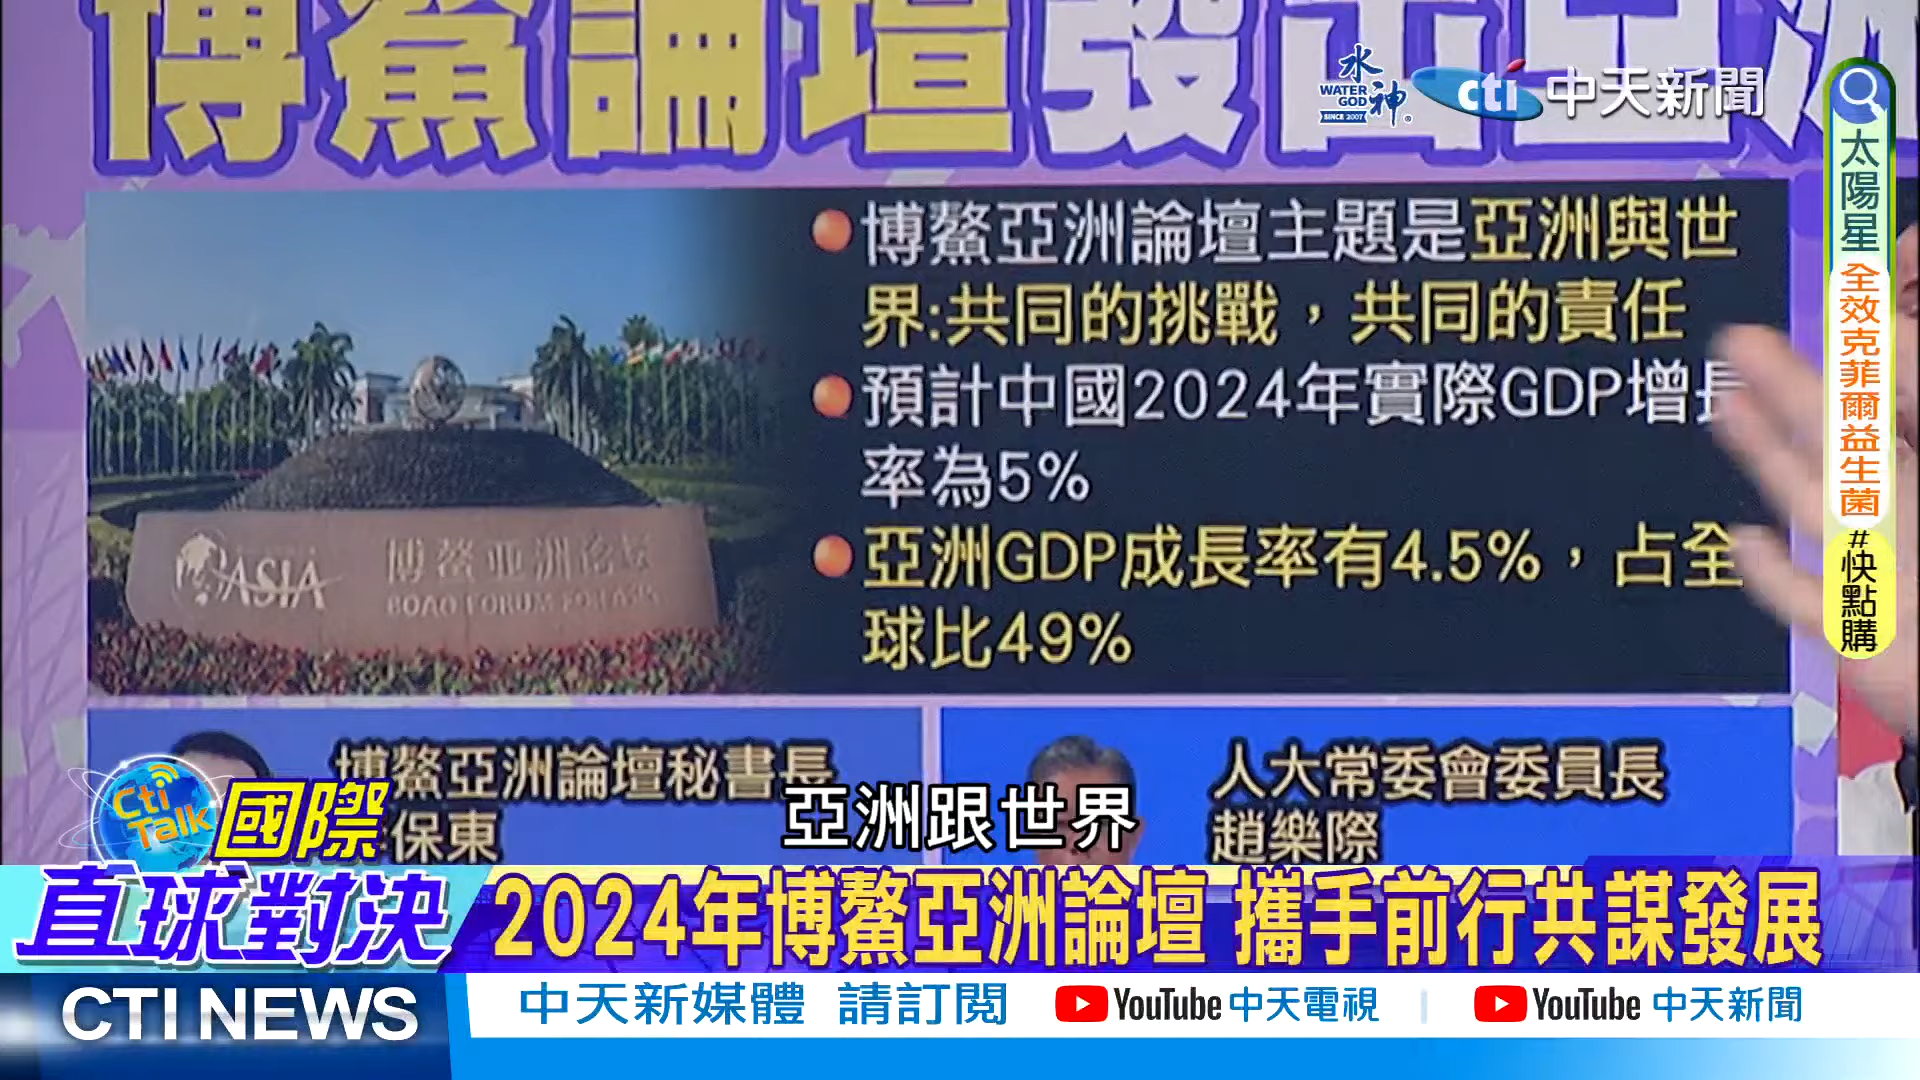 博鰲論壇發出亞洲
水神
WATER GOD
SINCE 2007
cti 中天新聞
太陽星
全效克菲爾益生菌
#快點購
博鰲亞洲論壇主題是亞洲與世
界:共同的挑戰，共同的責任
預計中國2024年實際GDP增長
率為5%
亞洲GDP成長率有4.5%，占全
球比49%
ASIA
博鳌亚洲论坛
BOAO FORUM FOR ASIA
博鰲亞洲論壇秘書長
保東
人大常委會委員長
趙樂際
亞洲跟世界
Cti Talk
國際
直球對決
2024年博鰲亞洲論壇 攜手前行共謀發展
CTI NEWS
中天新媒體 請訂閱 YouTube 中天電視 | YouTube 中天新聞